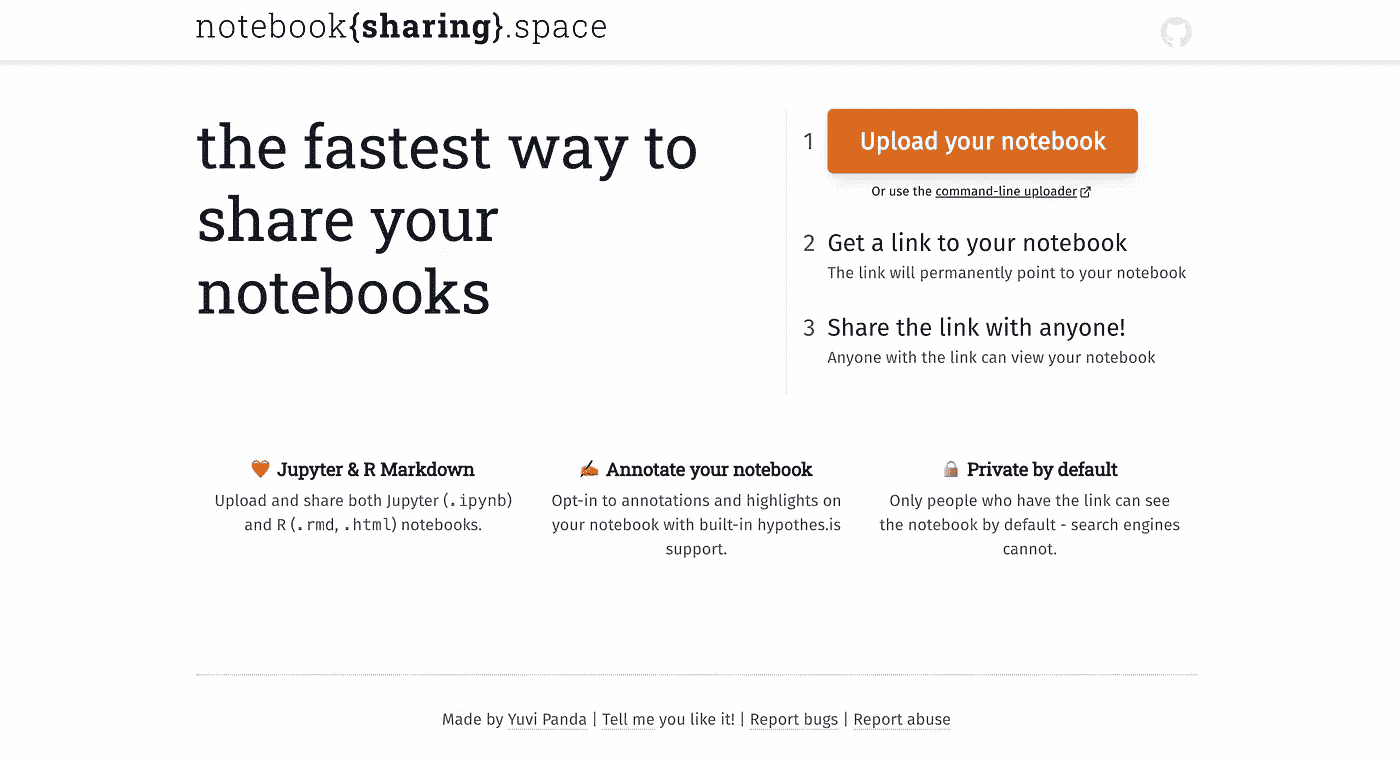 notebook{sharing}.space
the fastest way to
share your
notebooks
1 Upload your notebook
Or use the command-line uploader
2 Get a link to your notebook
The link will permanently point to your notebook
3 Share the link with anyone!
Anyone with the link can view your notebook
🧡 Jupyter & R Markdown
Upload and share both Jupyter (.ipynb)
and R (.rmd, .html) notebooks.
✍️ Annotate your notebook
Opt-in to annotations and highlights on
your notebook with built-in hypothes.is
support.
🔒 Private by default
Only people who have the link can see
the notebook by default - search engines
cannot.
Made by Yuvi Panda | Tell me you like it! | Report bugs | Report abuse